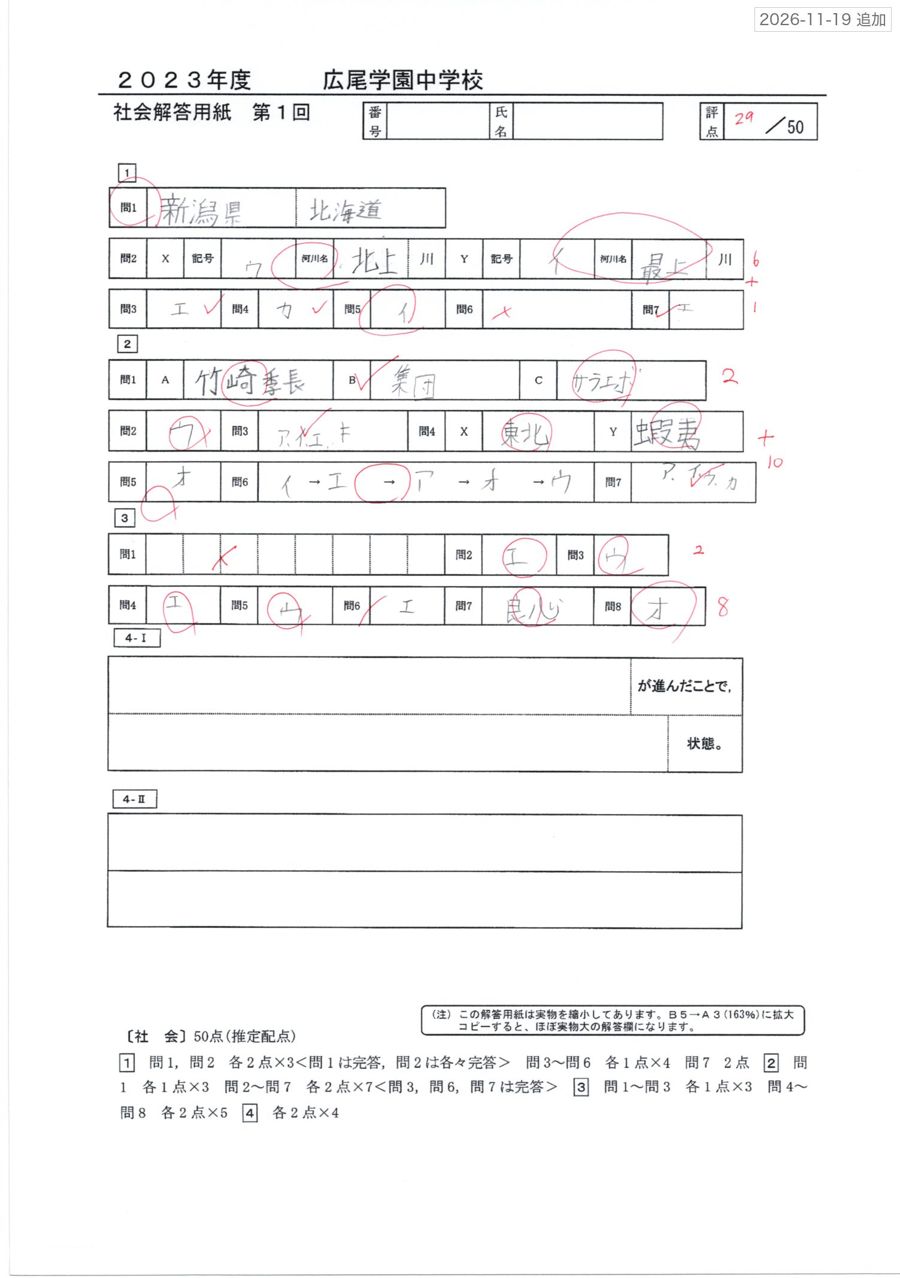 2026-11-19 追加
2023年度 広尾学園中学校
社会解答用紙 第1回 番号 氏名 評点 29 /50
1
問1 新潟県 北海道
問2 X 記号 ウ 河川名 北上 川 Y 記号 イ 河川名 最上 川 6
+
問3 エ 問4 カ 問5 イ 問6 問7 エ 1
2
問1 A 竹崎季長 B 集団 C サラエボ 2
問2 ウ 問3 ア.イ.エ.キ 問4 X 東北 Y 蝦夷 +
10
問5 オ 問6 イ→エ→ア→オ→ウ 問7 ア.イ.ウ.カ
3
問1 問2 エ 問3 ウ 2
問4 エ 問5 ウ 問6 エ 問7 良心 問8 オ 8
4-Ⅰ
が進んだことで,
状態。
4-Ⅱ
(注) この解答用紙は実物を縮小してあります。B5→A3(163%)に拡大
コピーすると、ほぼ実物大の解答欄になります。
〔社 会〕50点(推定配点)
1 問1, 問2 各2点×3<問1は完答, 問2は各々完答> 問3～問6 各1点×4 問7 2点 2 問
1 各1点×3 問2～問7 各2点×7<問3, 問6, 問7は完答> 3 問1～問3 各1点×3 問4～
問8 各2点×5 4 各2点×4